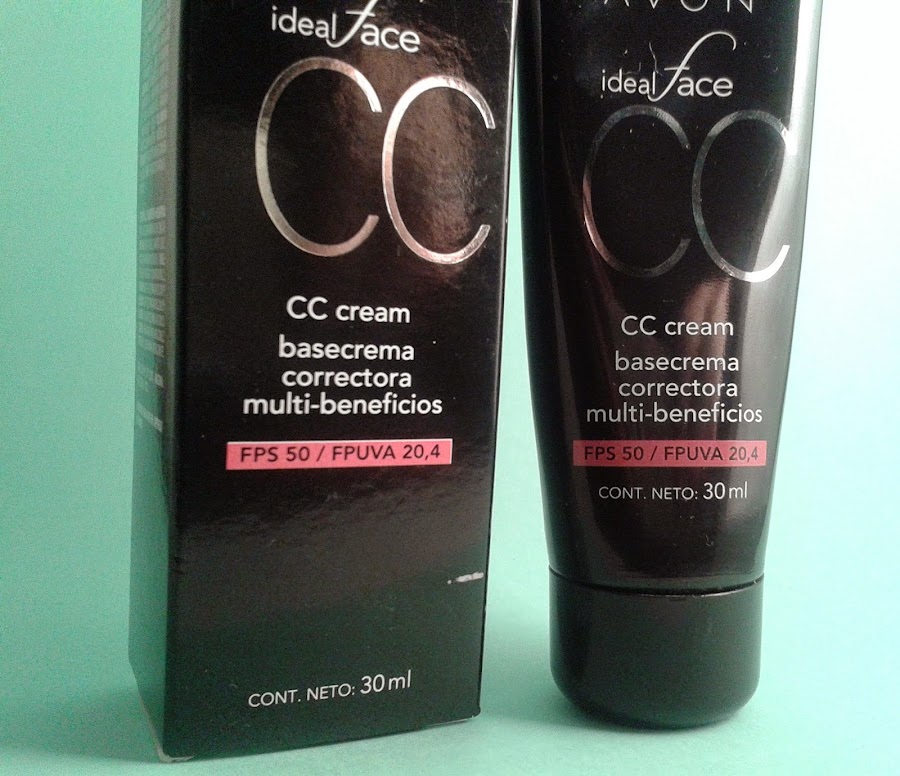 ideal face
CC
CC cream
basecrema
correctora
multi-beneficios
FPS 50 / FPUVA 20,4
CONT. NETO: 30 ml
AVON
ideal face
CC
CC cream
basecrema
correctora
multi-beneficios
FPS 50 / FPUVA 20,4
CONT. NETO: 30 ml